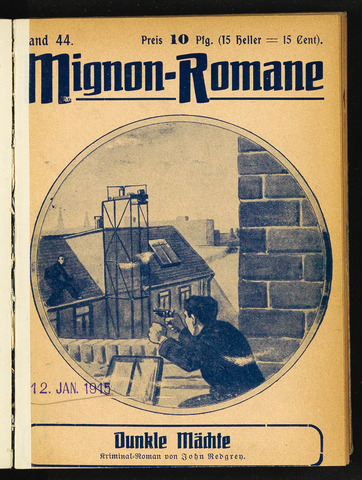 and 44.
Preis 10 Pfg. (15 Heller = 15 Cent).
Mignon-Romane
12. JAN. 1915
Dunkle Mächte
Kriminal-Roman von John Redgrey.